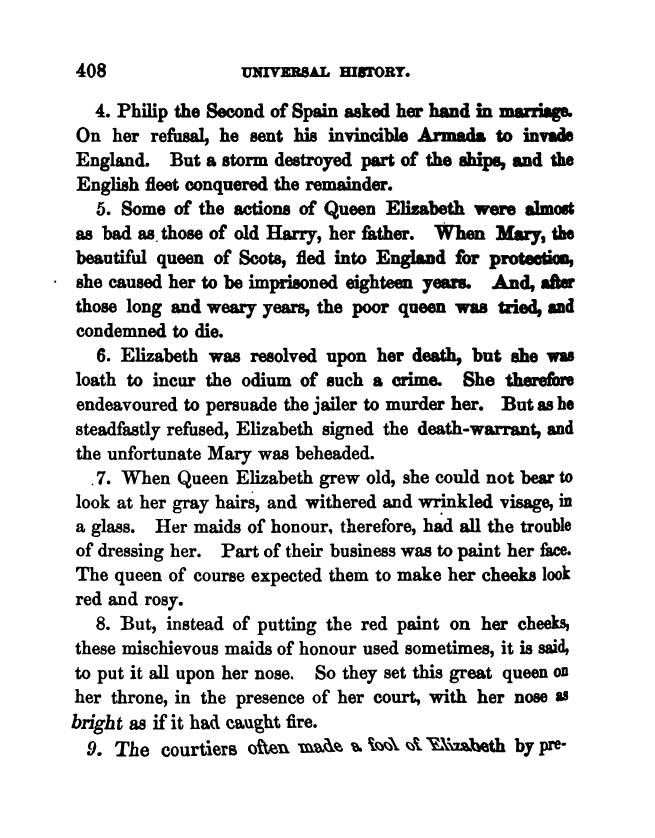 408 UNIVERSAL HISTORY.
4. Philip the Second of Spain asked her hand in marriage.
On her refusal, he sent his invincible Armada to invade
England. But a storm destroyed part of the ships, and the
English fleet conquered the remainder.
5. Some of the actions of Queen Elizabeth were almost
as bad as those of old Harry, her father. When Mary, the
beautiful queen of Scots, fled into England for protection,
she caused her to be imprisoned eighteen years. And, after
those long and weary years, the poor queen was tried, and
condemned to die.
6. Elizabeth was resolved upon her death, but she was
loath to incur the odium of such a crime. She therefore
endeavoured to persuade the jailer to murder her. But as he
steadfastly refused, Elizabeth signed the death-warrant, and
the unfortunate Mary was beheaded.
7. When Queen Elizabeth grew old, she could not bear to
look at her gray hairs, and withered and wrinkled visage, in
a glass. Her maids of honour, therefore, had all the trouble
of dressing her. Part of their business was to paint her face.
The queen of course expected them to make her cheeks look
red and rosy.
8. But, instead of putting the red paint on her cheeks,
these mischievous maids of honour used sometimes, it is said,
to put it all upon her nose. So they set this great queen on
her throne, in the presence of her court, with her nose as
bright as if it had caught fire.
9. The courtiers often made a fool of Elizabeth by pre-